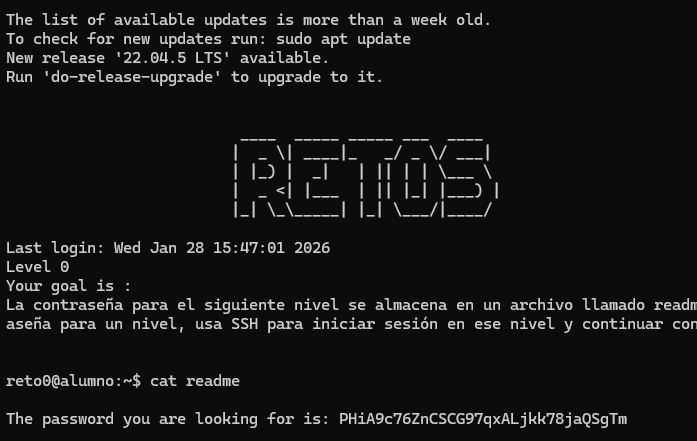 The list of available updates is more than a week old.
To check for new updates run: sudo apt update
New release '22.04.5 LTS' available.
Run 'do-release-upgrade' to upgrade to it.
RETOS
Last login: Wed Jan 28 15:47:01 2026
Level 0
Your goal is :
La contraseña para el siguiente nivel se almacena en un archivo llamado readm
aseña para un nivel, usa SSH para iniciar sesión en ese nivel y continuar con
reto0@alumno:~$ cat readme
The password you are looking for is: PHiA9c76ZnCSCG97qxALjkk78jaQSgTm